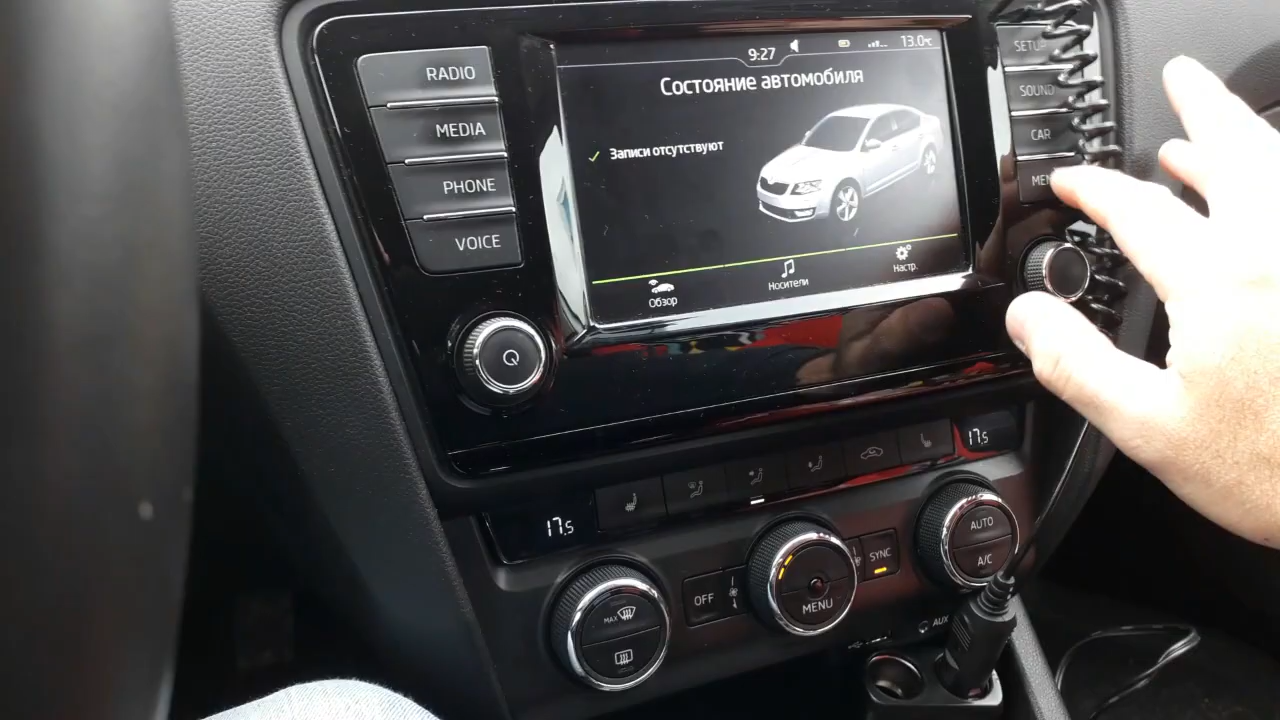 RADIO
MEDIA
PHONE
VOICE
9:27
13.0°C
Состояние автомобиля
Записи отсутствуют
Обзор
Носители
Настр.
SETUP
SOUND
CAR
17,5
17,5
MAX
OFF
MENU
SYNC
AUTO
A/C
AUX